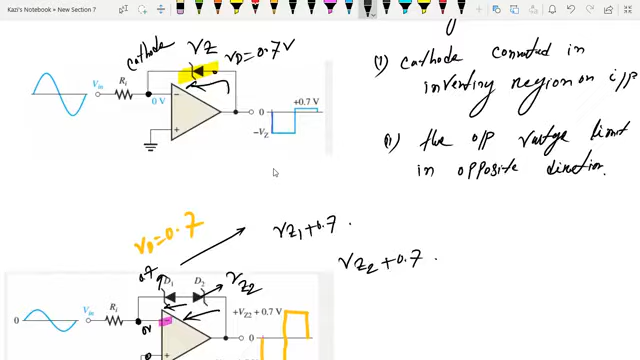 Kazi's Notebook » New Section 7
cathode
VZ
VD=0.7V
Vin
Ri
0 V
−
+
0
+0.7 V
−VZ
(i) cathode connected in
inventing region on i/p
(ii) the o/p voltage limit
in opposite direction.
VD=0.7
VZ1+0.7.
VZ2+0.7.
0.7
D1
D2
VZ2
0
Vin
Ri
0V
−
+VZ2 + 0.7 V
0